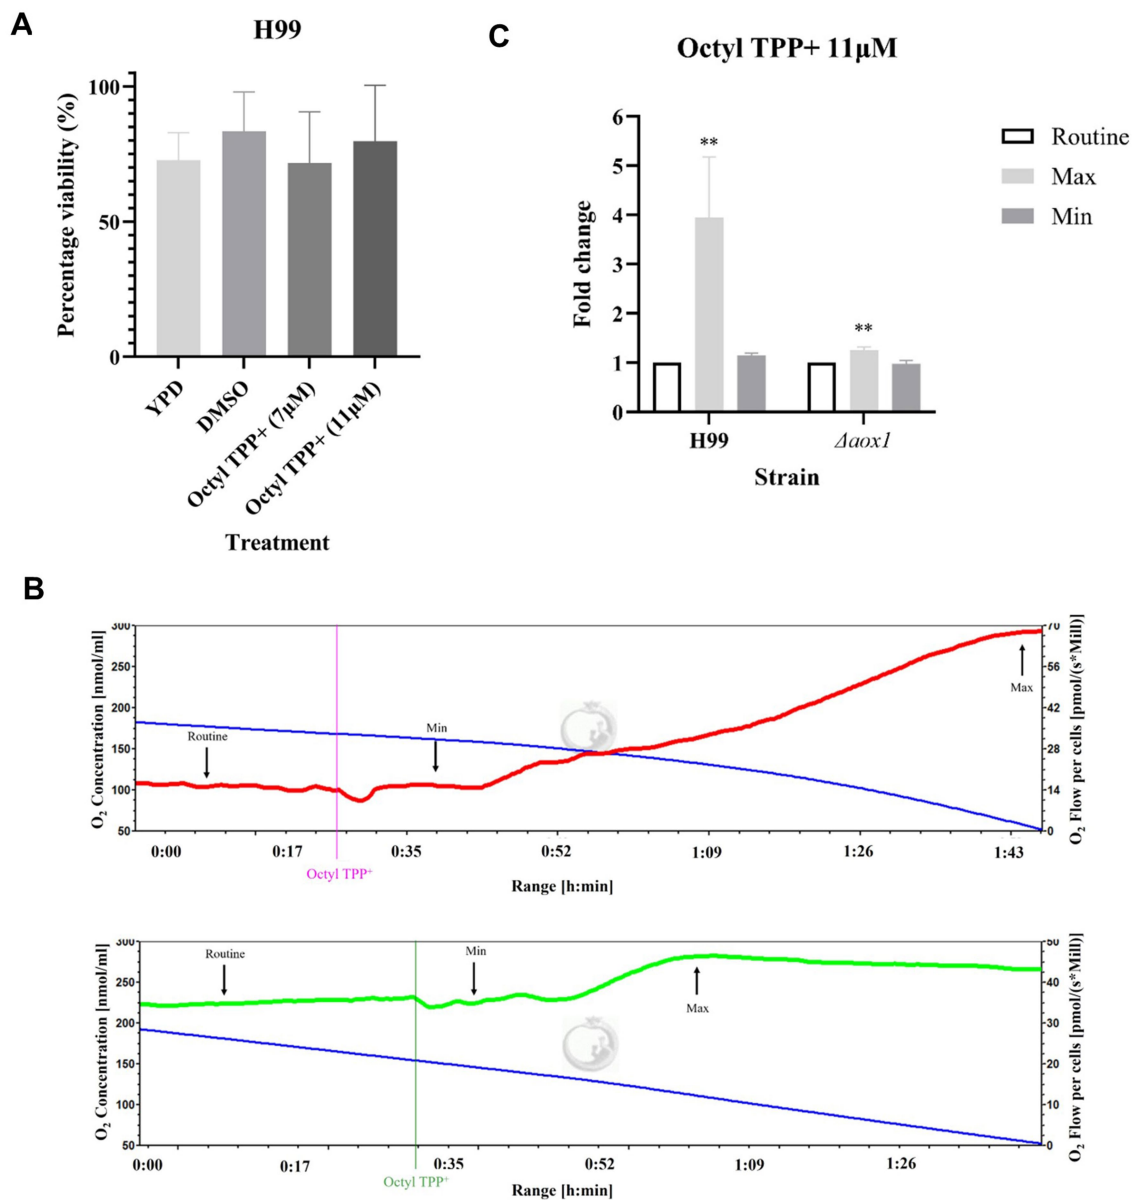 A
H99
Percentage viability (%)
100
50
0
YPD
DMSO
Octyl TPP+ (7μM)
Octyl TPP+ (11μM)
Treatment
C
Octyl TPP+ 11μM
Fold change
6
5
4
3
2
1
0
**
**
H99
Δaox1
Strain
Routine
Max
Min
B
O2 Concentration [nmol/ml]
300
250
200
150
100
50
Routine
Min
Max
70
56
42
28
14
0
O2 Flow per cells [pmol/(s*Mill)]
0:00
0:17
0:35
0:52
1:09
1:26
1:43
Octyl TPP+
Range [h:min]
O2 Concentration [nmol/ml]
300
250
200
150
100
50
Routine
Min
Max
50
40
30
20
10
0
O2 Flow per cells [pmol/(s*Mill)]
0:00
0:17
0:35
0:52
1:09
1:26
Octyl TPP+
Range [h:min]